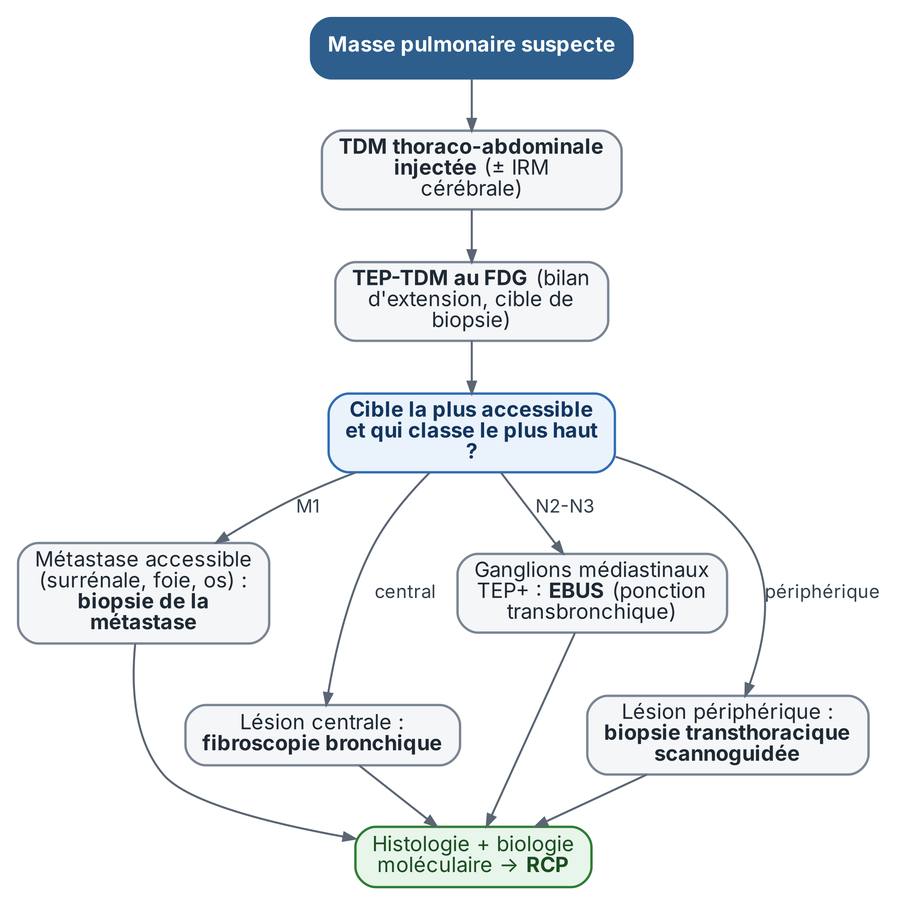 Masse pulmonaire suspecte
TDM thoraco-abdominale
injectée (± IRM
cérébrale)
TEP-TDM au FDG (bilan
d'extension, cible de
biopsie)
Cible la plus accessible
et qui classe le plus haut
?
M1
N2-N3
central
périphérique
Métastase accessible
(surrénale, foie, os) :
biopsie de la
métastase
Ganglions médiastinaux
TEP+ : EBUS (ponction
transbronchique)
Lésion centrale :
fibroscopie bronchique
Lésion périphérique :
biopsie transthoracique
scannoguidée
Histologie + biologie
moléculaire → RCP